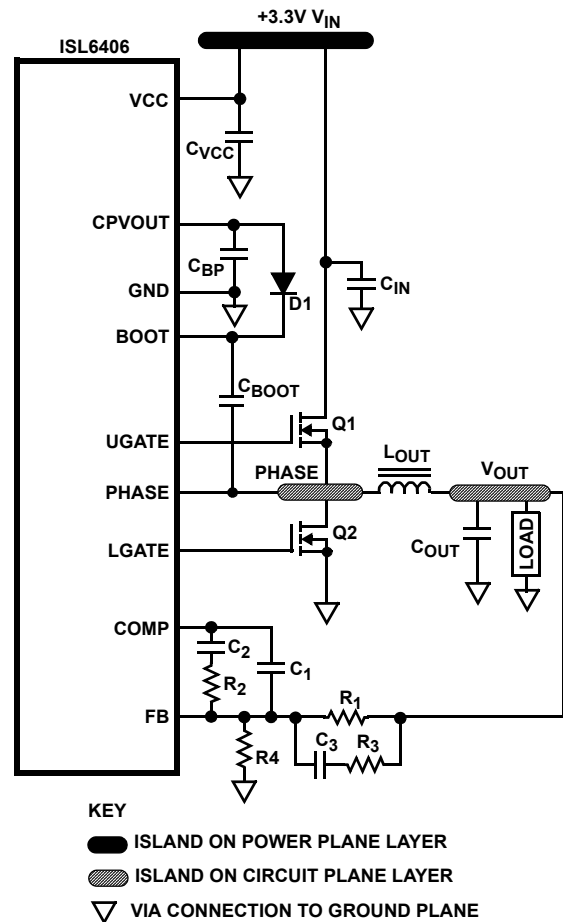 +3.3V VIN
ISL6406
VCC
CVCC
CPVOUT
CBP
D1
CIN
GND
BOOT
CBOOT
UGATE
Q1
PHASE
PHASE
LOUT
VOUT
LGATE
Q2
COUT
LOAD
COMP
C2
C1
R2
FB
R1
R4
C3
R3
KEY
ISLAND ON POWER PLANE LAYER
ISLAND ON CIRCUIT PLANE LAYER
VIA CONNECTION TO GROUND PLANE